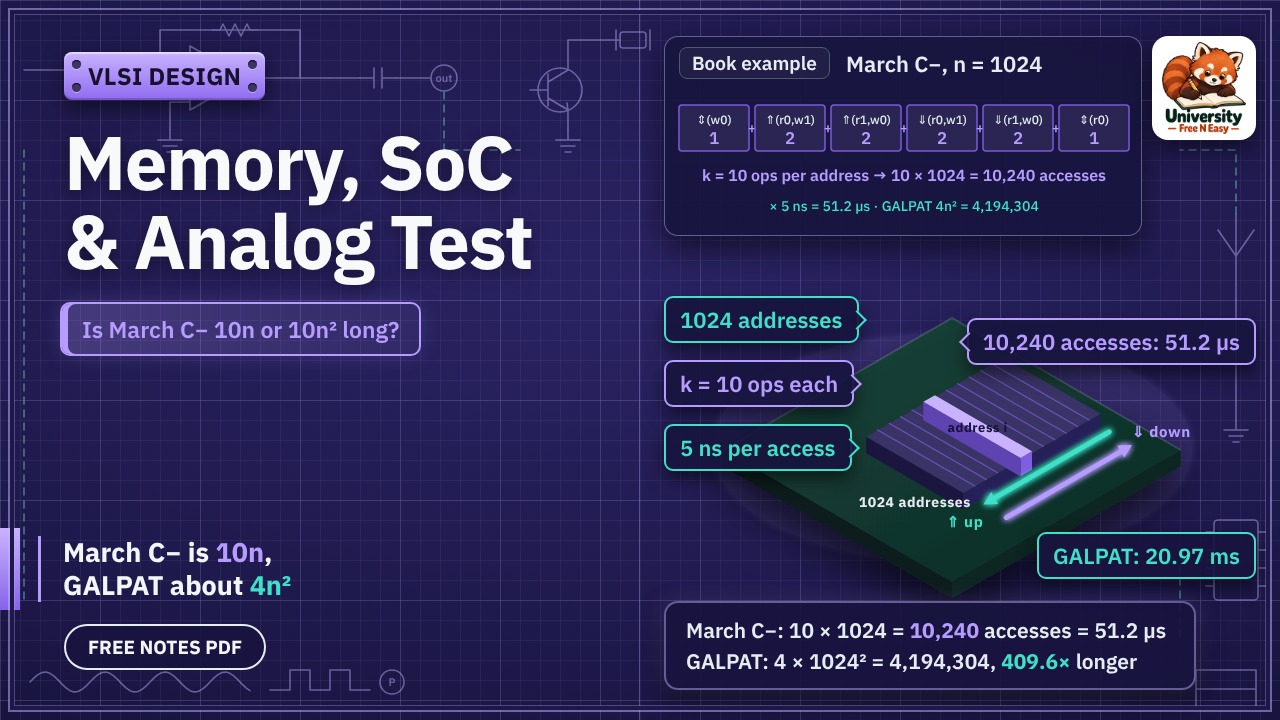 VLSI DESIGN
Memory, SoC
& Analog Test
Is March C− 10n or 10n² long?
March C− is 10n,
GALPAT about 4n²
FREE NOTES PDF
out
P
Book example
March C−, n = 1024
⇕(w0) ⇑(r0,w1) ⇑(r1,w0) ⇓(r0,w1) ⇓(r1,w0) ⇕(r0)
1 + 2 + 2 + 2 + 2 + 1
k = 10 ops per address → 10 × 1024 = 10,240 accesses
× 5 ns = 51.2 µs · GALPAT 4n² = 4,194,304
University
Free N Easy
1024 addresses
10,240 accesses: 51.2 µs
k = 10 ops each
5 ns per access
address i
⇓ down
1024 addresses
⇑ up
GALPAT: 20.97 ms
March C−: 10 × 1024 = 10,240 accesses = 51.2 µs
GALPAT: 4 × 1024² = 4,194,304, 409.6× longer